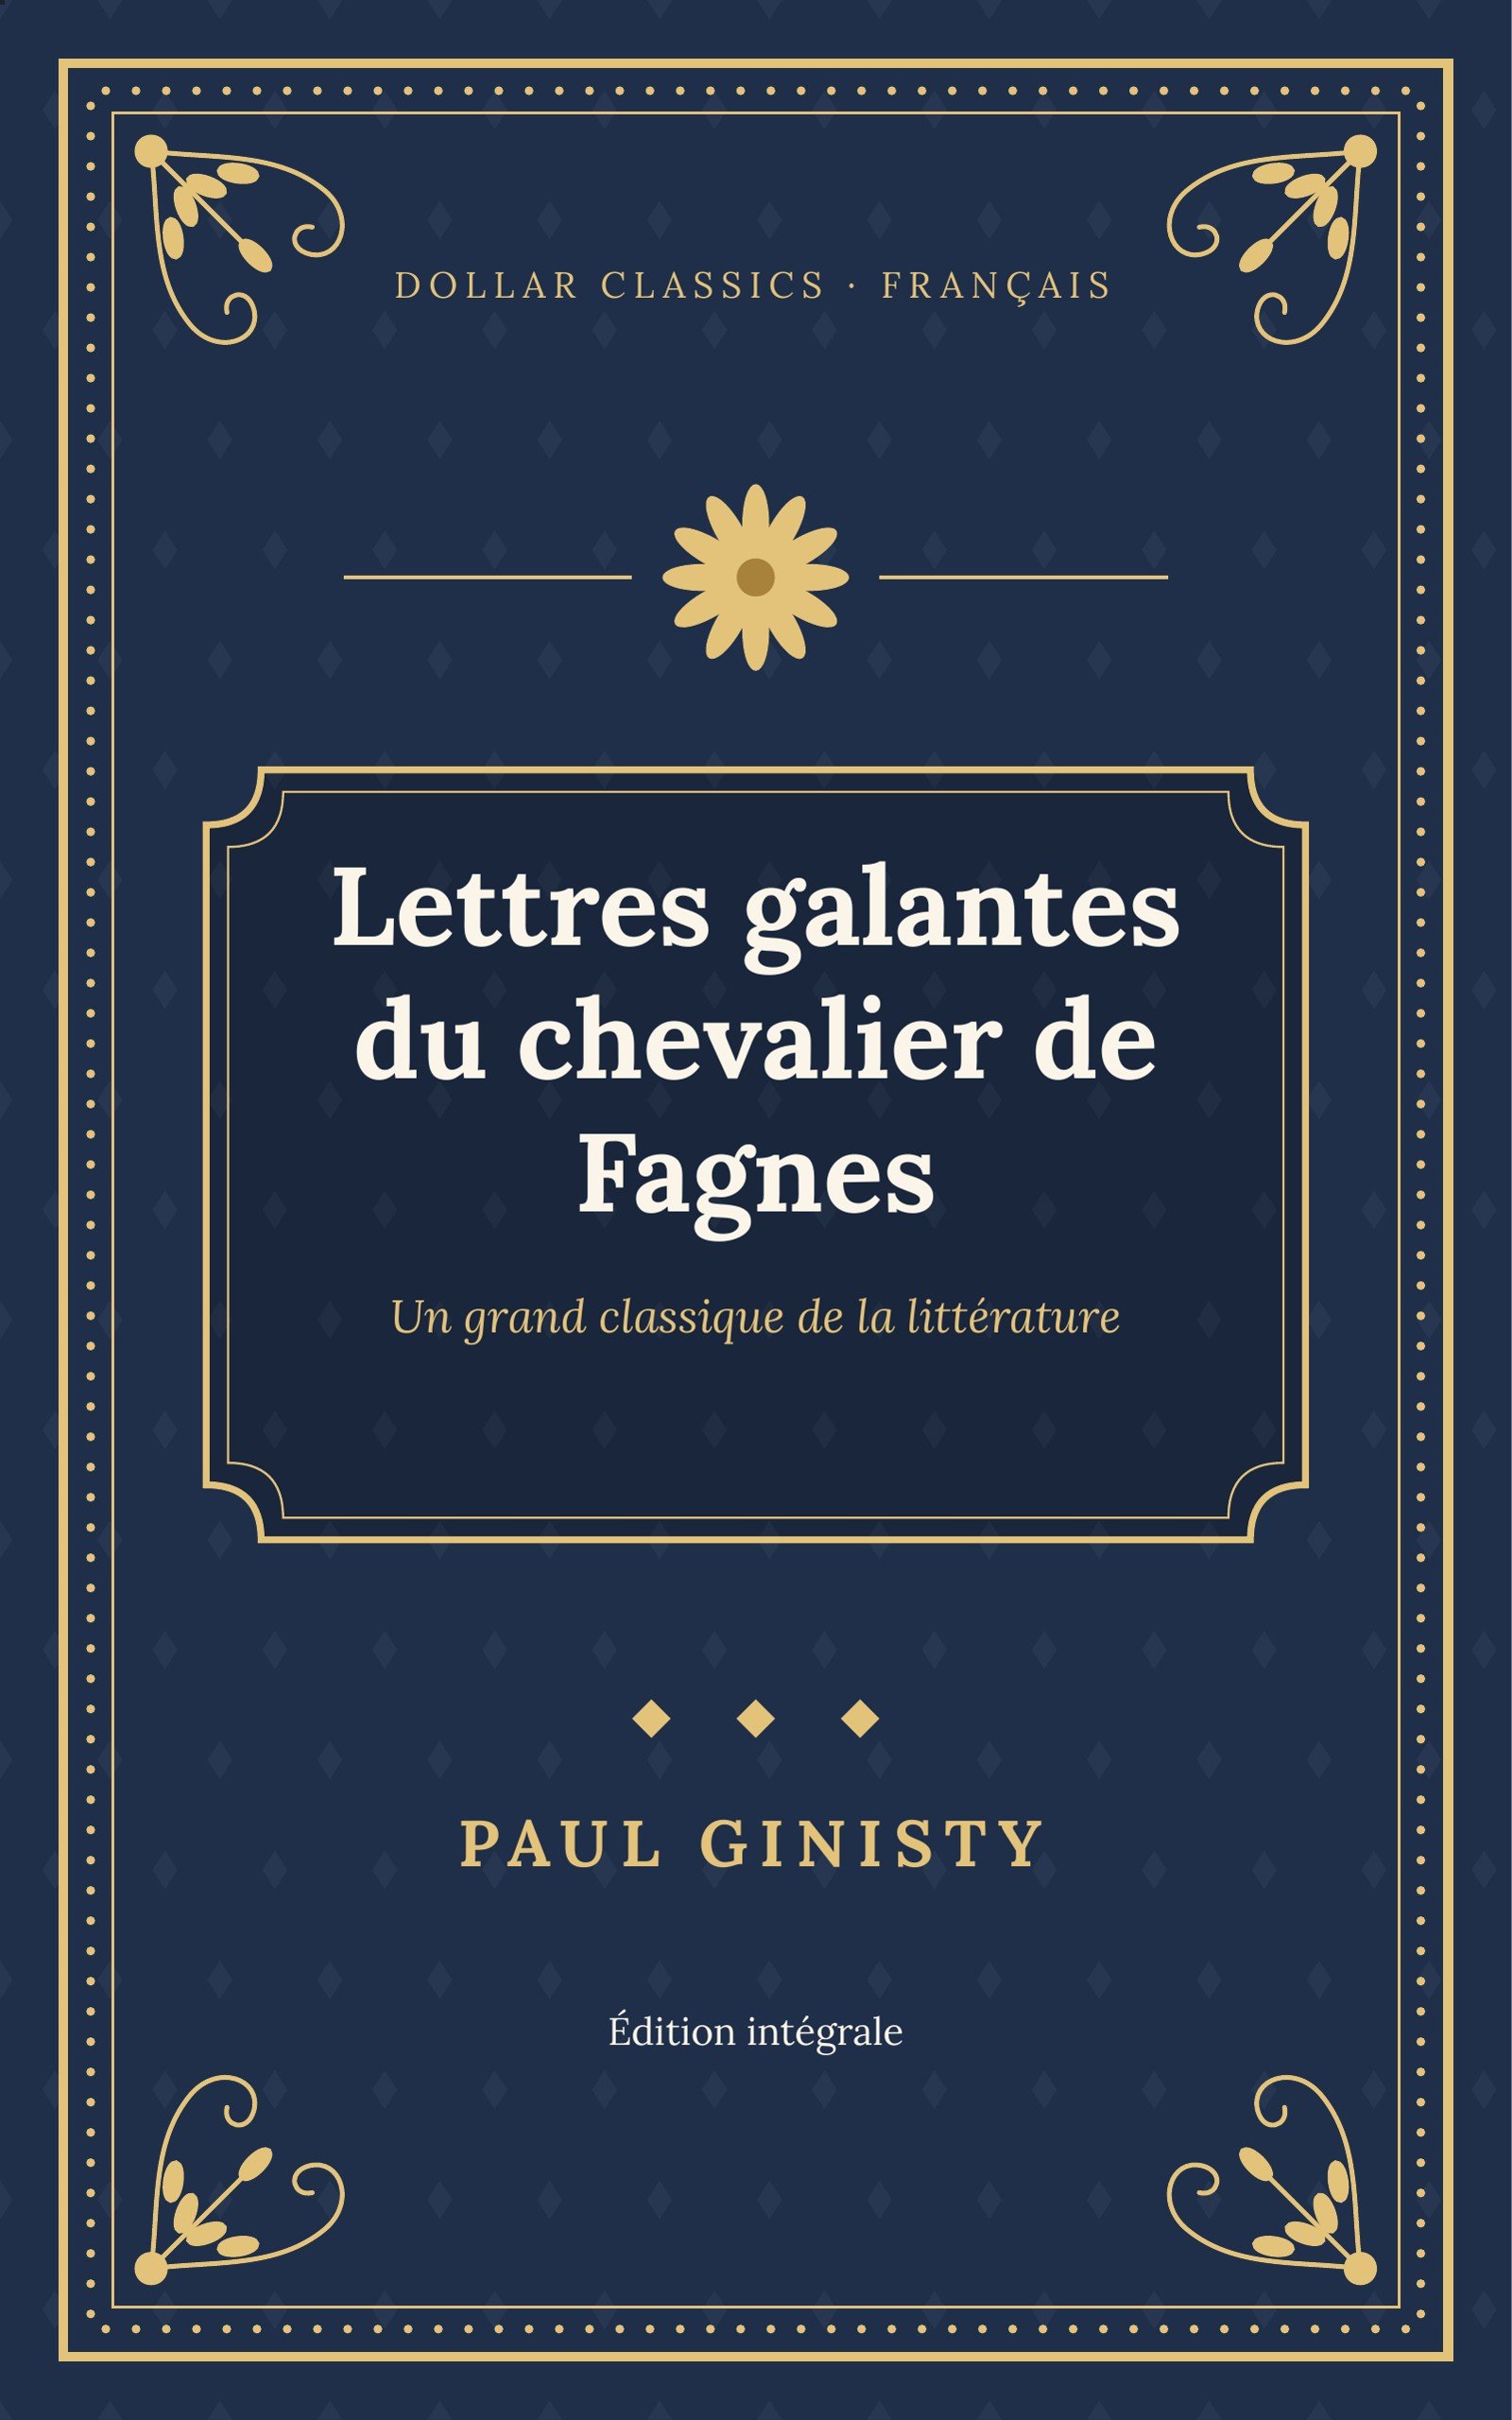 DOLLAR CLASSICS · FRANÇAIS
Lettres galantes
du chevalier de
Fagnes
Un grand classique de la littérature
PAUL GINISTY
Édition intégrale